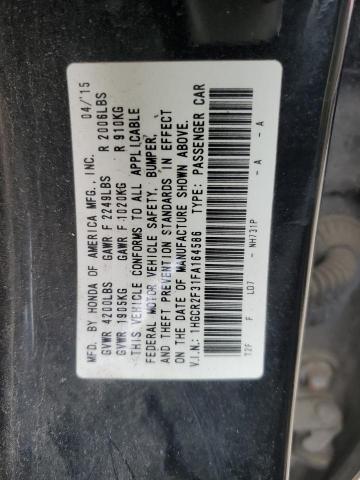 MFD. BY HONDA OF AMERICA MFG., INC. 04/'15
GVWR 4200LBS GAWR F 2249LBS R 2006LBS
GVWR 1905KG GAWR F 1020KG R 910KG
THIS VEHICLE CONFORMS TO ALL APPLICABLE
FEDERAL MOTOR VEHICLE SAFETY, BUMPER,
AND THEFT PREVENTION STANDARDS IN EFFECT
ON THE DATE OF MANUFACTURE SHOWN ABOVE.
V.I.N.: 1HGCR2F31FA164586 TYPE: PASSENGER CAR
T2F F LD7 - NH731P - A - A